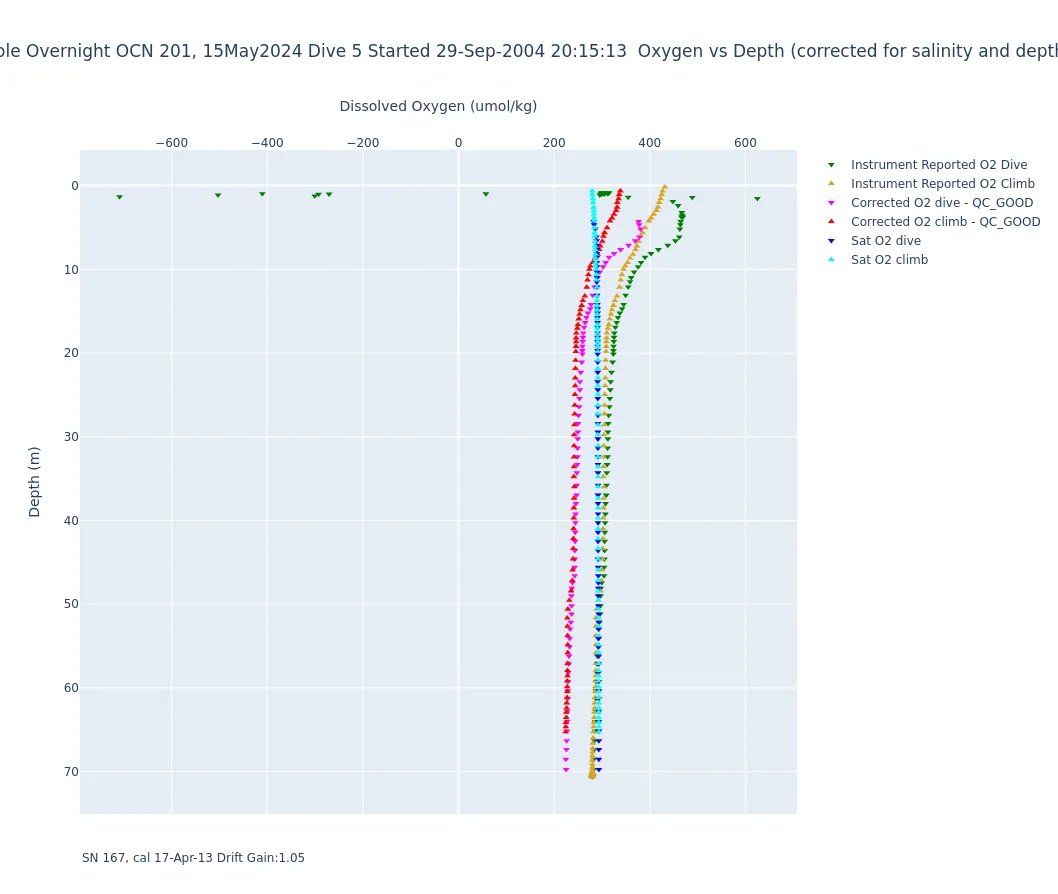 Overnight OCN 201, 15May2024 Dive 5 Started 29-Sep-2004 20:15:13  Oxygen vs Depth (corrected for salinity and
Dissolved Oxygen (umol/kg)
−600 −400 −200 0 200 400 600
Instrument Reported O2 Dive
Instrument Reported O2 Climb
Corrected O2 dive - QC_GOOD
Corrected O2 climb - QC_GOOD
Sat O2 dive
Sat O2 climb
0
10
20
30
40
50
60
70
Depth (m)
SN 167, cal 17-Apr-13 Drift Gain:1.05